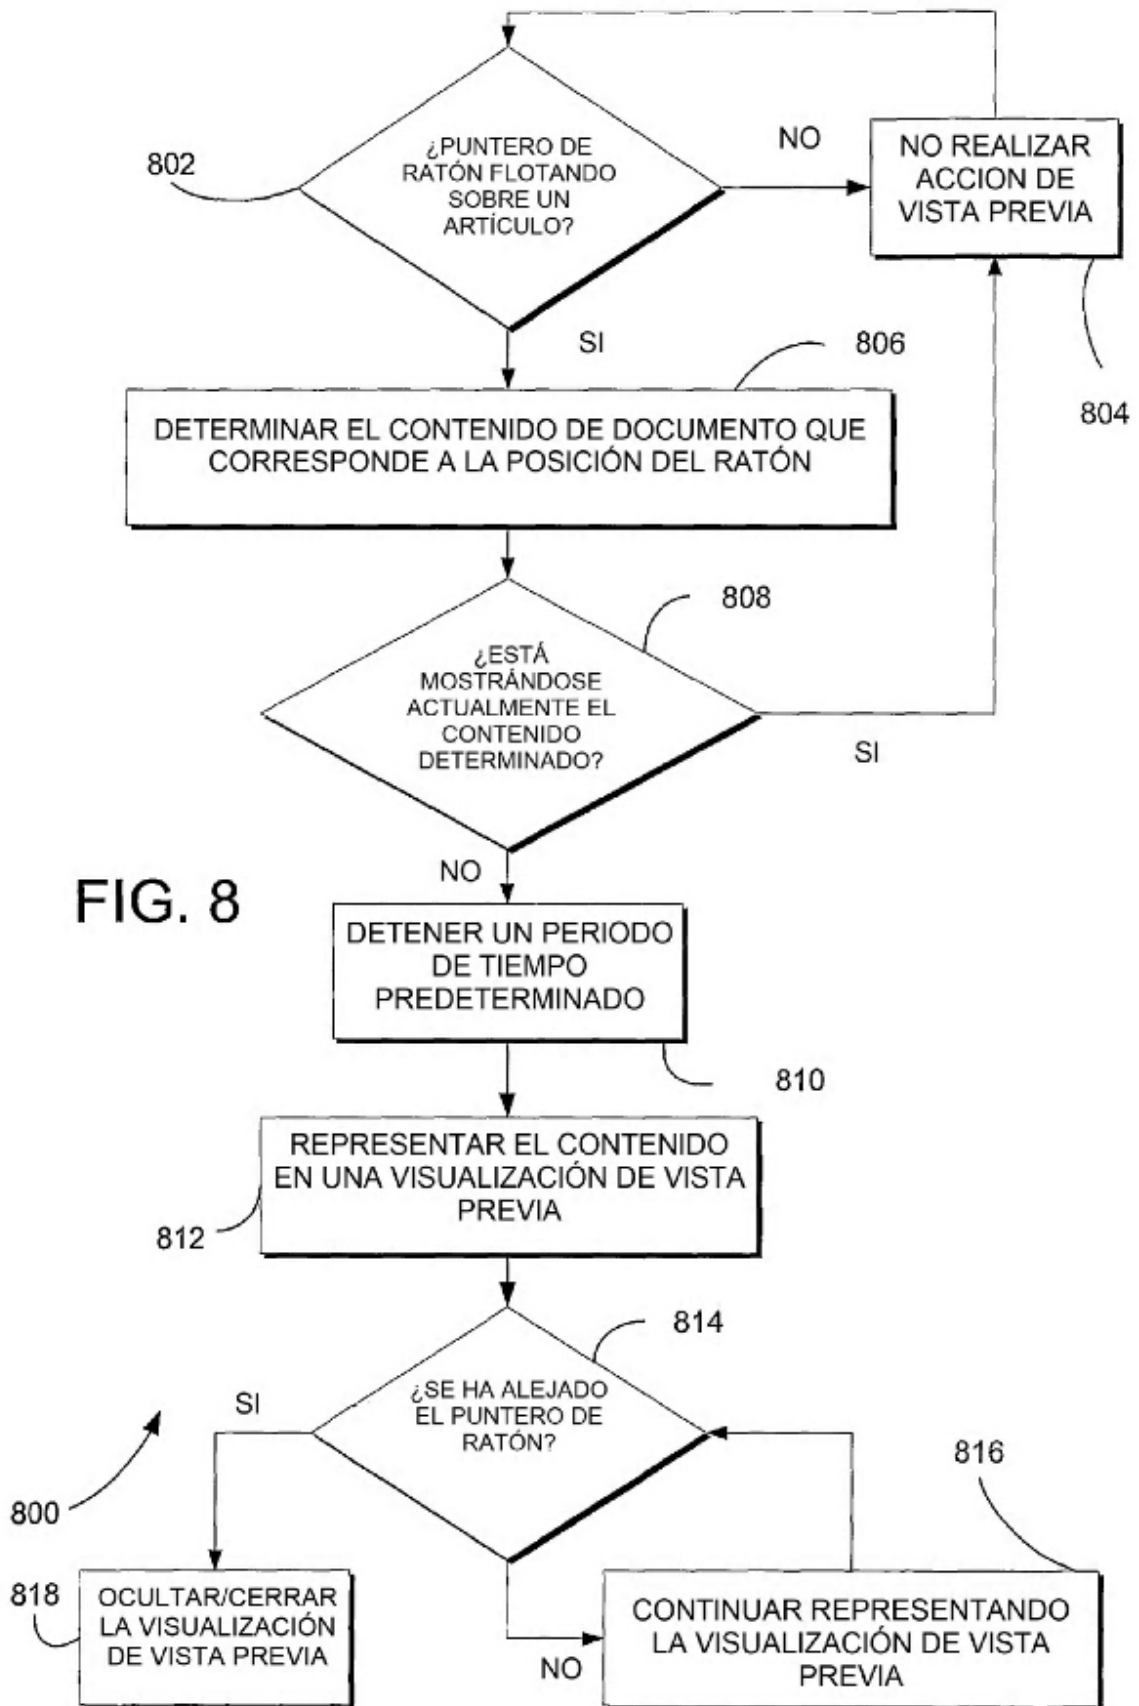 ¿PUNTERO DE
RATÓN FLOTANDO
SOBRE UN
ARTÍCULO?
802
NO
NO REALIZAR
ACCION DE
VISTA PREVIA
804
SI
806
DETERMINAR EL CONTENIDO DE DOCUMENTO QUE
CORRESPONDE A LA POSICIÓN DEL RATÓN
808
¿ESTÁ
MOSTRÁNDOSE
ACTUALMENTE EL
CONTENIDO
DETERMINADO?
SI
NO
FIG. 8
DETENER UN PERIODO
DE TIEMPO
PREDETERMINADO
810
REPRESENTAR EL CONTENIDO
EN UNA VISUALIZACIÓN DE VISTA
PREVIA
812
814
¿SE HA ALEJADO
EL PUNTERO DE
RATÓN?
SI
800
816
818
OCULTAR/CERRAR
LA VISUALIZACIÓN
DE VISTA PREVIA
NO
CONTINUAR REPRESENTANDO
LA VISUALIZACIÓN DE VISTA
PREVIA